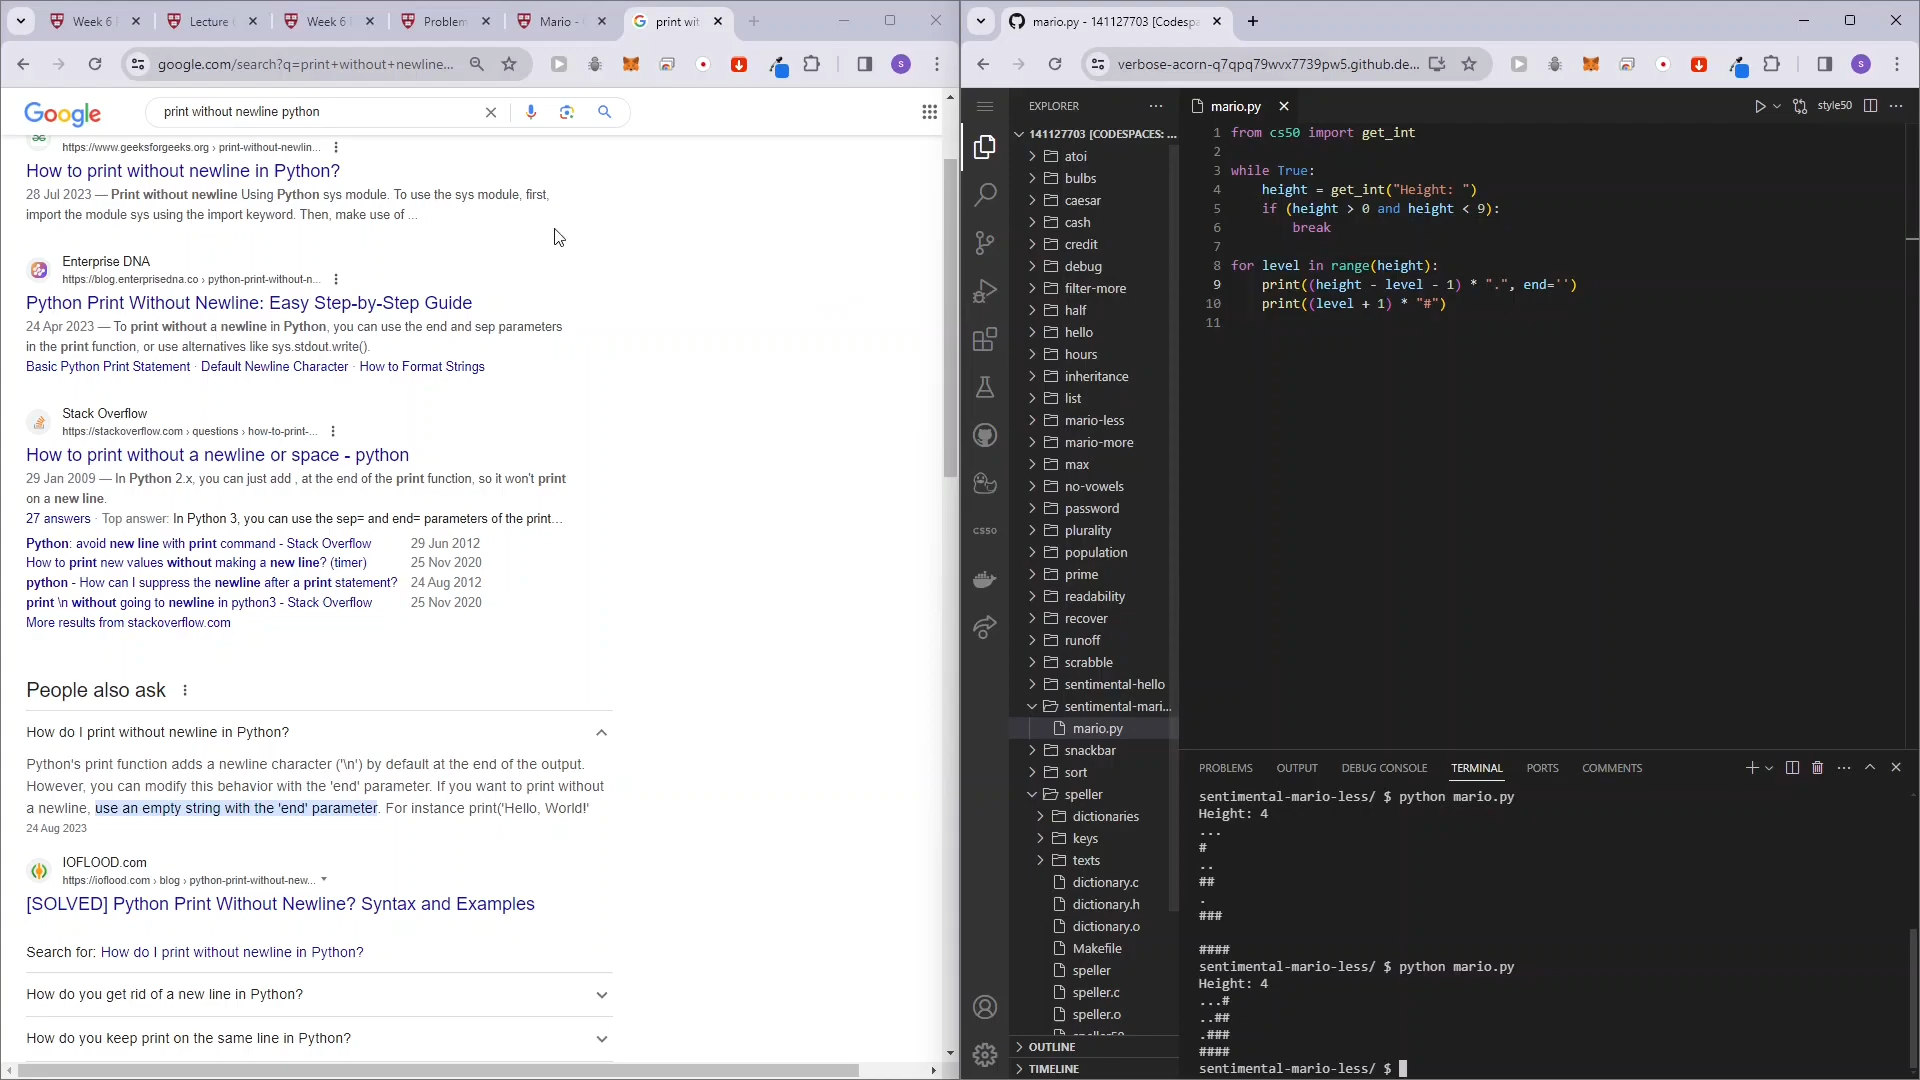 Week 6
Lecture
Week 6
Problem
Mario -
print wit
google.com/search?q=print+without+newline...
S
Google
print without newline python
https://www.geeksforgeeks.org › print-without-newlin...
How to print without newline in Python?
28 Jul 2023 — Print without newline Using Python sys module. To use the sys module, first,
import the module sys using the import keyword. Then, make use of ...
Enterprise DNA
https://blog.enterprisedna.co › python-print-without-n...
Python Print Without Newline: Easy Step-by-Step Guide
24 Apr 2023 — To print without a newline in Python, you can use the end and sep parameters
in the print function, or use alternatives like sys.stdout.write().
Basic Python Print Statement · Default Newline Character · How to Format Strings
Stack Overflow
https://stackoverflow.com › questions › how-to-print-...
How to print without a newline or space - python
29 Jan 2009 — In Python 2.x, you can just add , at the end of the print function, so it won't print
on a new line.
27 answers · Top answer: In Python 3, you can use the sep= and end= parameters of the print…
Python: avoid new line with print command - Stack Overflow 29 Jun 2012
How to print new values without making a new line? (timer) 25 Nov 2020
python - How can I suppress the newline after a print statement? 24 Aug 2012
print \n without going to newline in python3 - Stack Overflow 25 Nov 2020
More results from stackoverflow.com
People also ask
How do I print without newline in Python?
Python's print function adds a newline character ('\n') by default at the end of the output.
However, you can modify this behavior with the 'end' parameter. If you want to print without
a newline, use an empty string with the 'end' parameter. For instance print('Hello, World!'
24 Aug 2023
IOFLOOD.com
https://ioflood.com › blog › python-print-without-new...
[SOLVED] Python Print Without Newline? Syntax and Examples
Search for: How do I print without newline in Python?
How do you get rid of a new line in Python?
How do you keep print on the same line in Python?
mario.py - 141127703 [Codespa
verbose-acorn-q7qpq79wvx7739pw5.github.de...
S
EXPLORER
141127703 [CODESPACES: ...
atoi
bulbs
caesar
cash
credit
debug
filter-more
half
hello
hours
inheritance
list
mario-less
mario-more
max
no-vowels
password
plurality
population
prime
readability
recover
runoff
scrabble
sentimental-hello
sentimental-mari...
mario.py
snackbar
sort
speller
dictionaries
keys
texts
dictionary.c
dictionary.h
dictionary.o
Makefile
speller
speller.c
speller.o
OUTLINE
TIMELINE
CS50
mario.py
style50
1 from cs50 import get_int
2
3 while True:
4 height = get_int("Height: ")
5 if (height > 0 and height < 9):
6 break
7
8 for level in range(height):
9 print((height - level - 1) * ".", end='')
10 print((level + 1) * "#")
11
PROBLEMS OUTPUT DEBUG CONSOLE TERMINAL PORTS COMMENTS
sentimental-mario-less/ $ python mario.py
Height: 4
...
#
..
##
.
###
####
sentimental-mario-less/ $ python mario.py
Height: 4
...#
..##
.###
####
sentimental-mario-less/ $